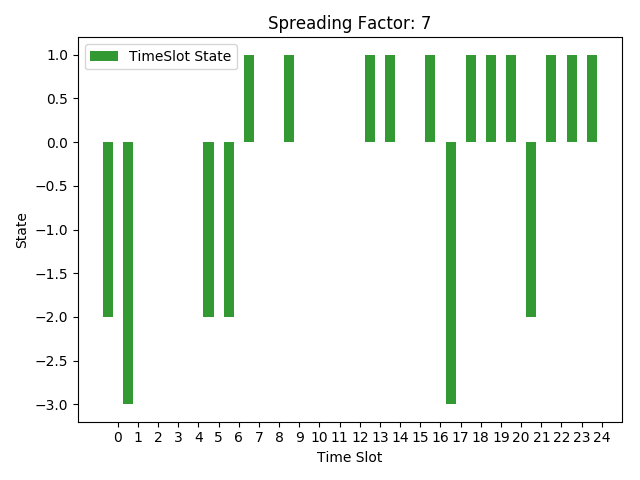 Spreading Factor: 7
TimeSlot State
1.0
0.5
0.0
−0.5
−1.0
−1.5
−2.0
−2.5
−3.0
State
0 1 2 3 4 5 6 7 8 9 10 11 12 13 14 15 16 17 18 19 20 21 22 23 24
Time Slot